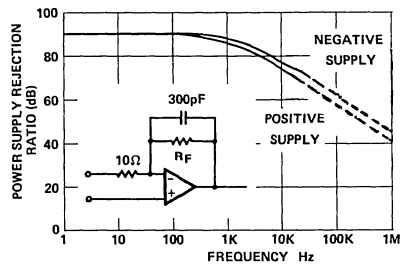 POWER SUPPLY REJECTION
RATIO (dB)
100
80
60
40
20
0
NEGATIVE
SUPPLY
POSITIVE
SUPPLY
300pF
10Ω
RF
-
+
1
10
100
1K
10K
100K
1M
FREQUENCY Hz